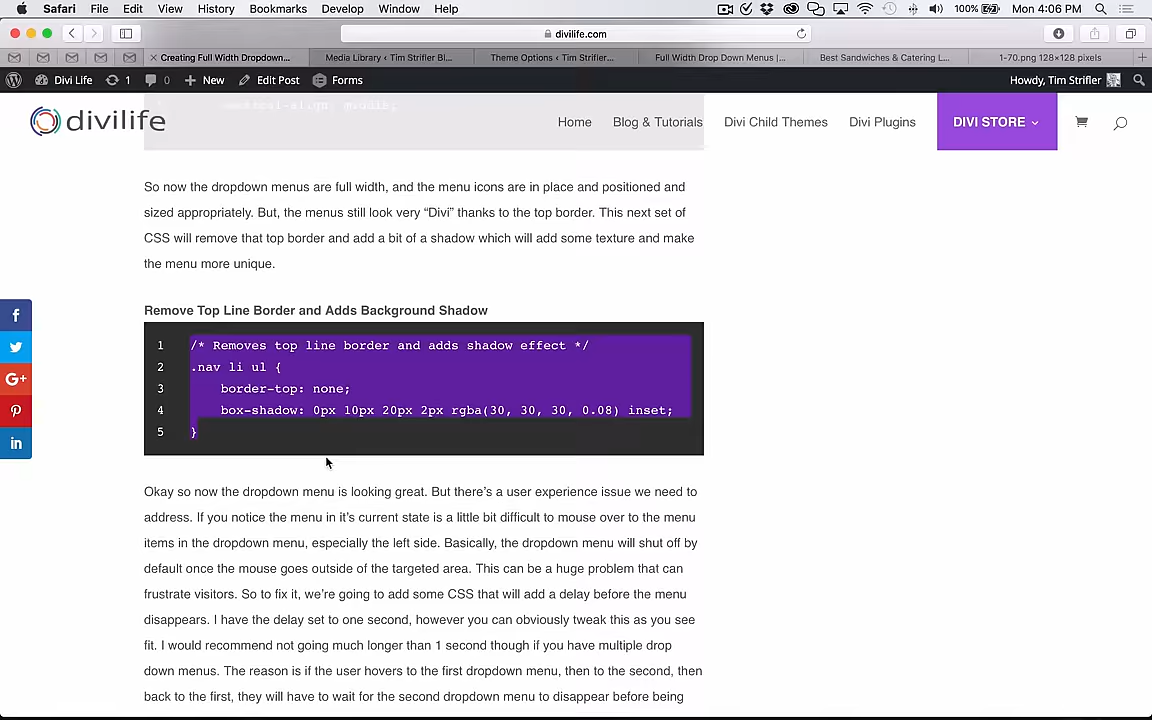 Safari File Edit View History Bookmarks Develop Window Help 100% Mon 4:06 PM
divilife.com
Creating Full Width Dropdown... Media Library ‹ Tim Strifler Bl... Theme Options ‹ Tim Strifler... Full Width Drop Down Menus |... Best Sandwiches & Catering L... 1-70.png 128×128 pixels
Divi Life 1 0 New Edit Post Forms Howdy, Tim Strifler
divilife Home Blog & Tutorials Divi Child Themes Divi Plugins DIVI STORE
So now the dropdown menus are full width, and the menu icons are in place and positioned and
sized appropriately. But, the menus still look very “Divi” thanks to the top border. This next set of
CSS will remove that top border and add a bit of a shadow which will add some texture and make
the menu more unique.
Remove Top Line Border and Adds Background Shadow
1 /* Removes top line border and adds shadow effect */
2 .nav li ul {
3 border-top: none;
4 box-shadow: 0px 10px 20px 2px rgba(30, 30, 30, 0.08) inset;
5 }
Okay so now the dropdown menu is looking great. But there’s a user experience issue we need to
address. If you notice the menu in it’s current state is a little bit difficult to mouse over to the menu
items in the dropdown menu, especially the left side. Basically, the dropdown menu will shut off by
default once the mouse goes outside of the targeted area. This can be a huge problem that can
frustrate visitors. So to fix it, we’re going to add some CSS that will add a delay before the menu
disappears. I have the delay set to one second, however you can obviously tweak this as you see
fit. I would recommend not going much longer than 1 second though if you have multiple drop
down menus. The reason is if the user hovers to the first dropdown menu, then to the second, then
back to the first, they will have to wait for the second dropdown menu to disappear before being